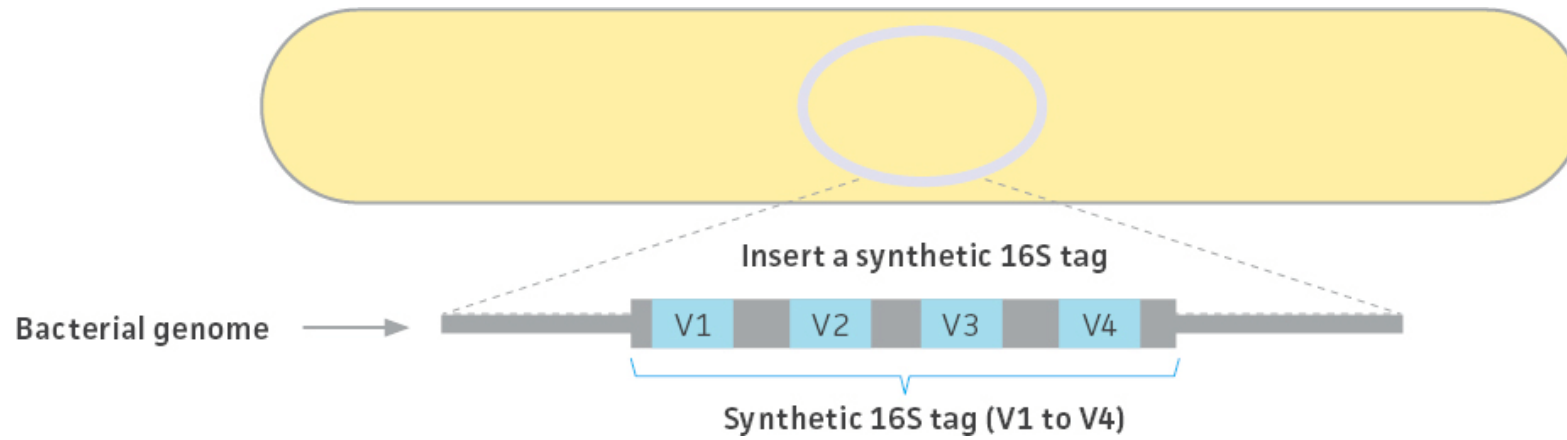 Insert a synthetic 16S tag
Bacterial genome
V1 V2 V3 V4
Synthetic 16S tag (V1 to V4)